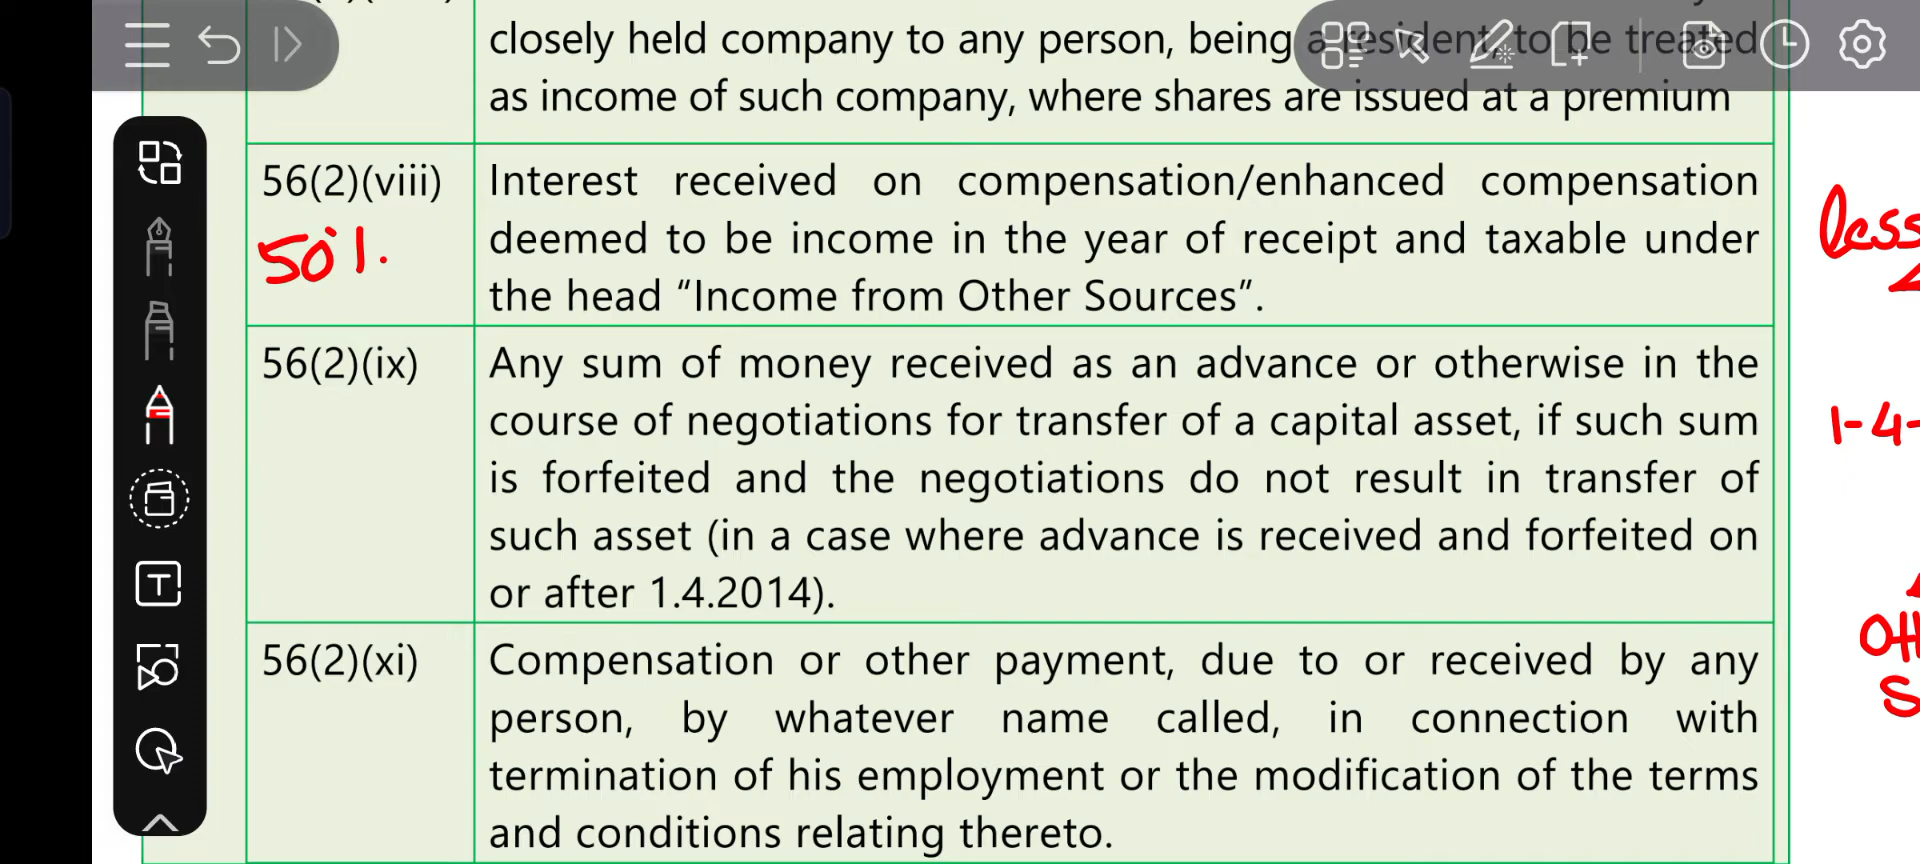 closely held company to any person, being a resident, to be treated
as income of such company, where shares are issued at a premium
56(2)(viii) Interest received on compensation/enhanced compensation
50%. deemed to be income in the year of receipt and taxable under
the head “Income from Other Sources”.
less
56(2)(ix) Any sum of money received as an advance or otherwise in the
course of negotiations for transfer of a capital asset, if such sum
1-4-
is forfeited and the negotiations do not result in transfer of
such asset (in a case where advance is received and forfeited on
or after 1.4.2014).
56(2)(xi) Compensation or other payment, due to or received by any
person, by whatever name called, in connection with
termination of his employment or the modification of the terms
and conditions relating thereto.